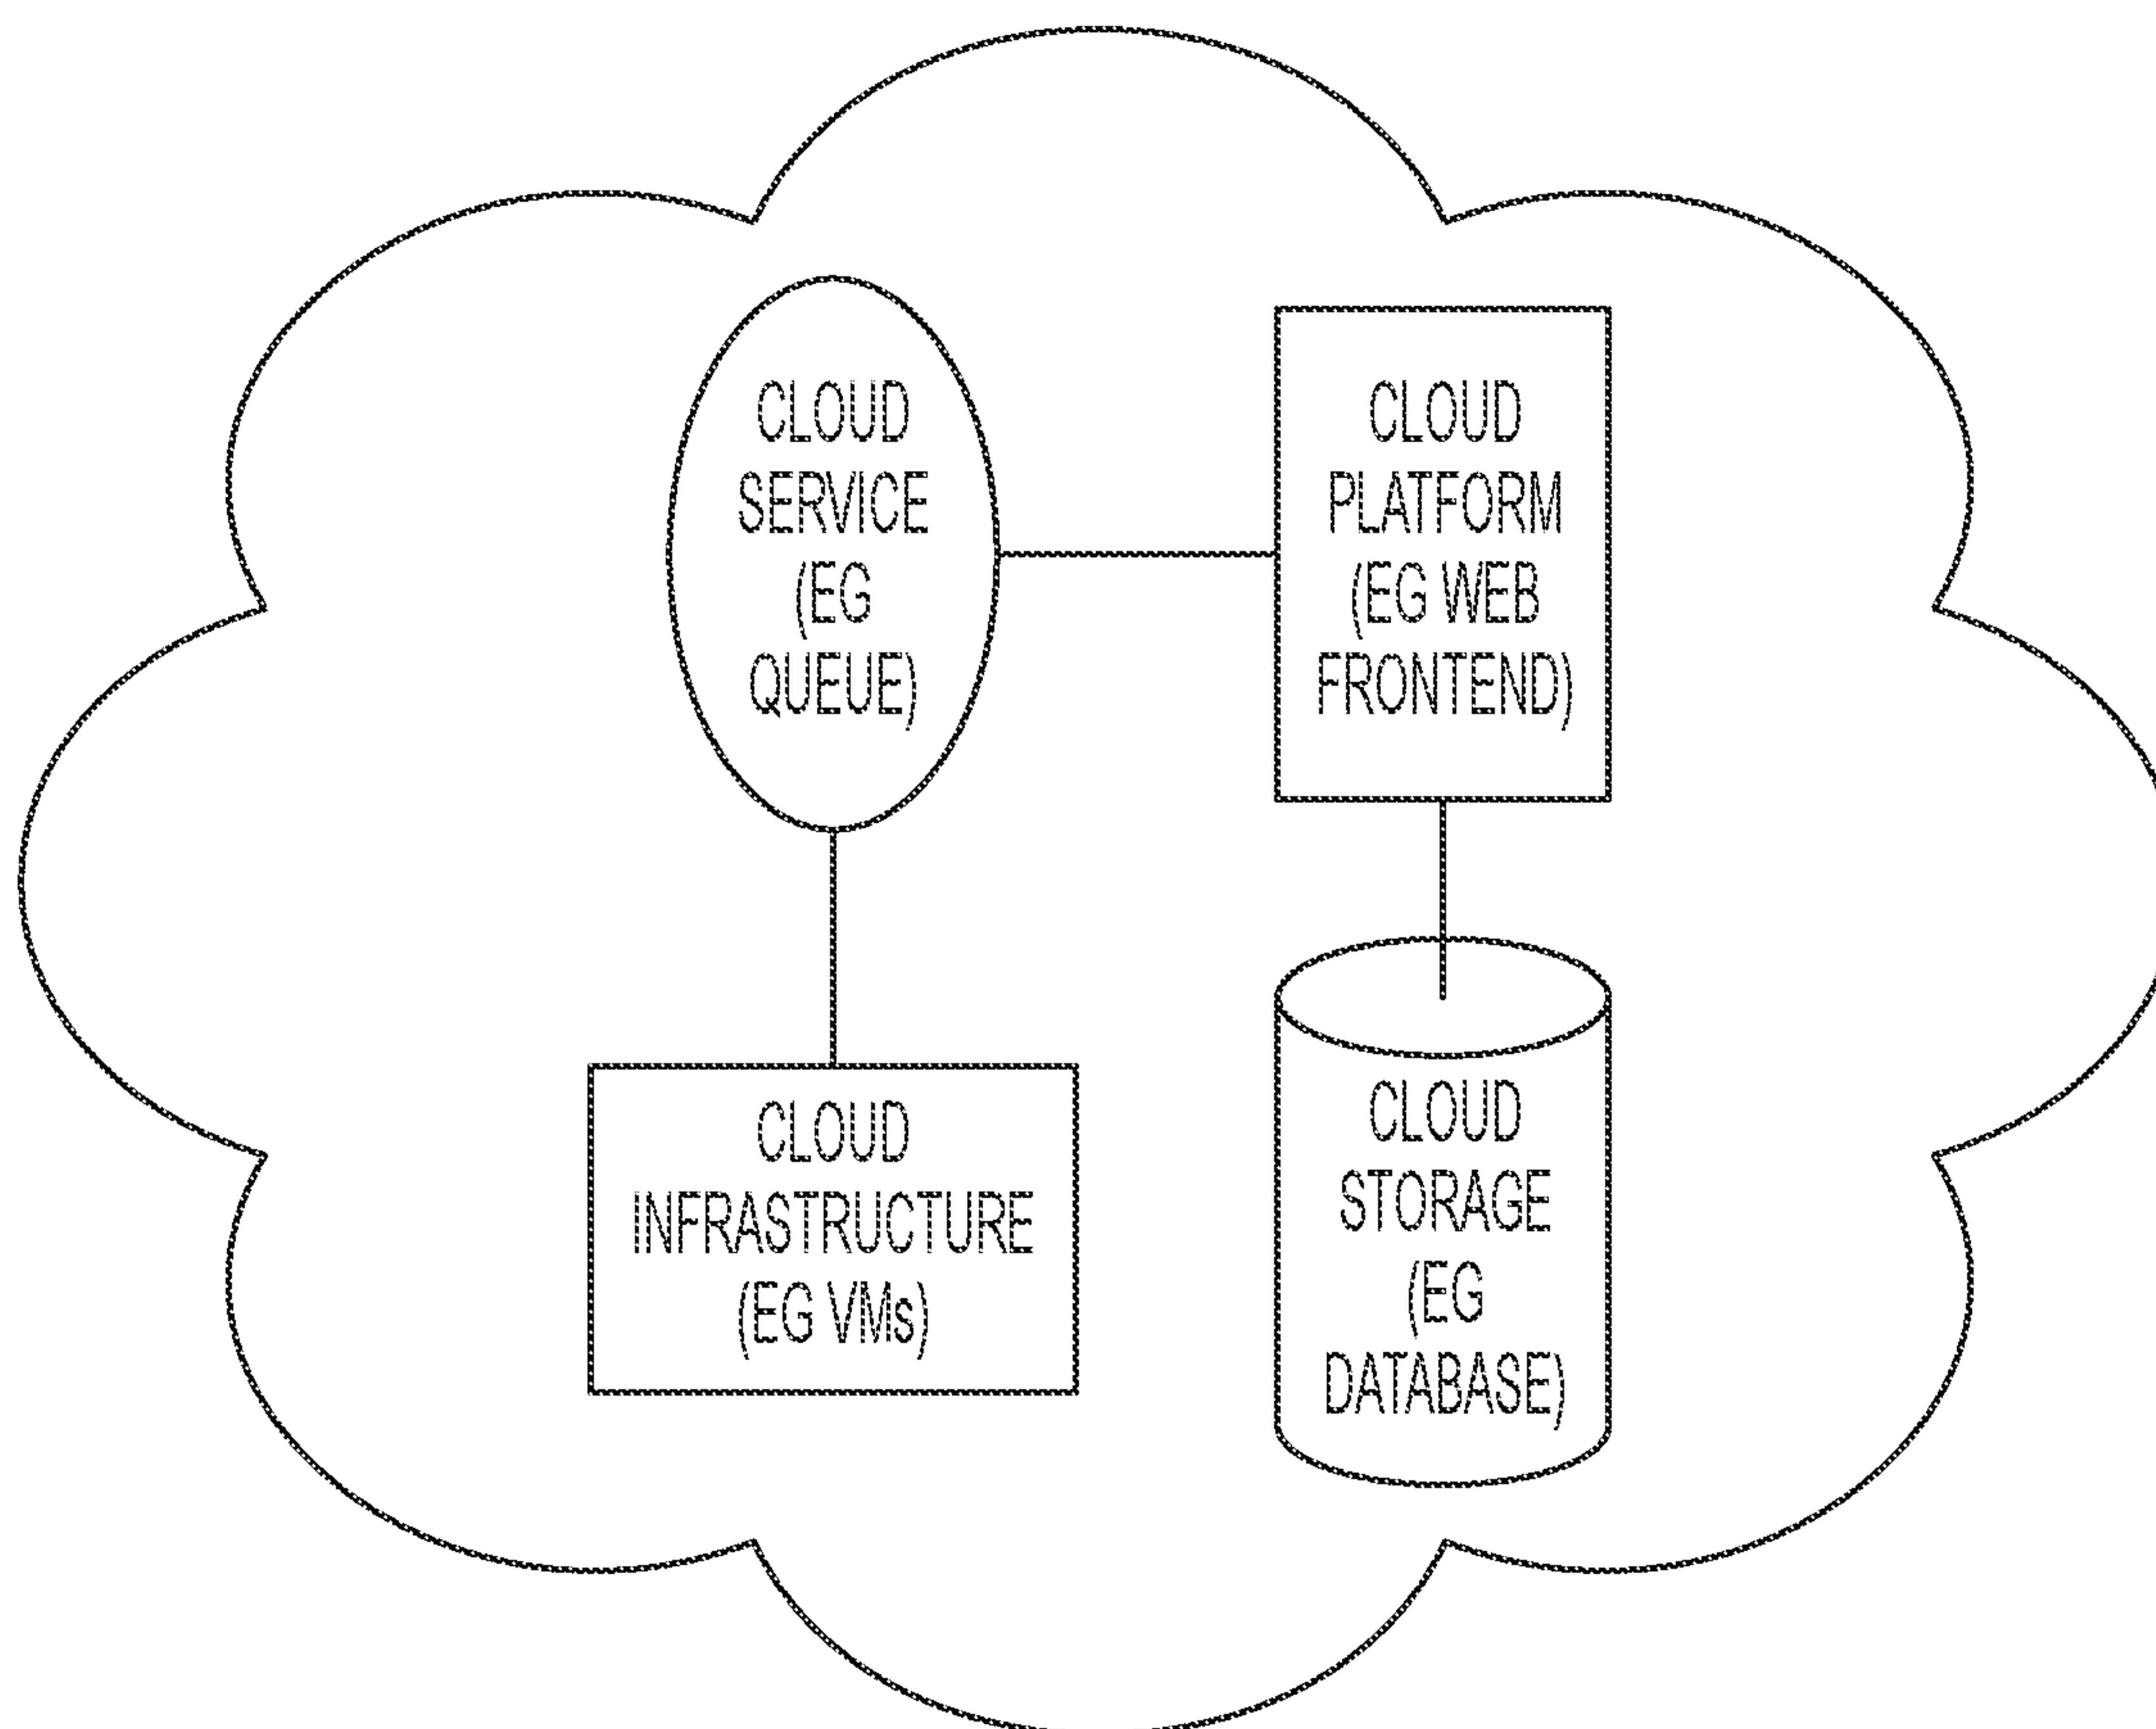 CLOUD
SERVICE
(EG
QUEUE)
CLOUD
PLATFORM
(EG WEB
FRONTEND)
CLOUD
INFRASTRUCTURE
(EG VMs)
CLOUD
STORAGE
(EG
DATABASE)